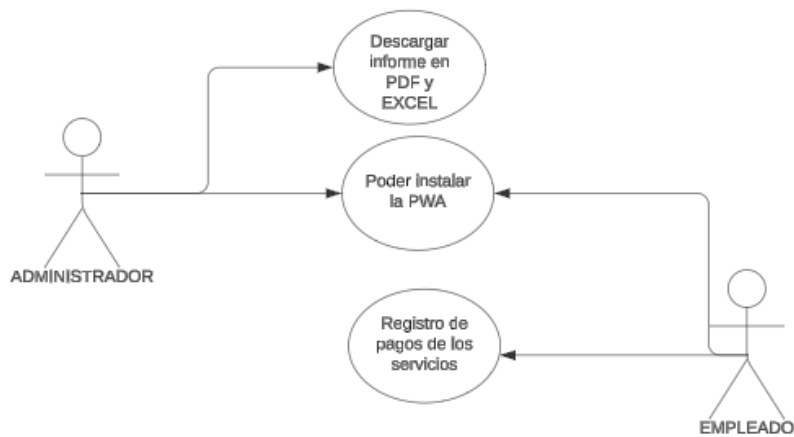 Descargar
informe en
PDF y
EXCEL
Poder instalar
la PWA
ADMINISTRADOR
Registro de
pagos de los
servicios
EMPLEADO